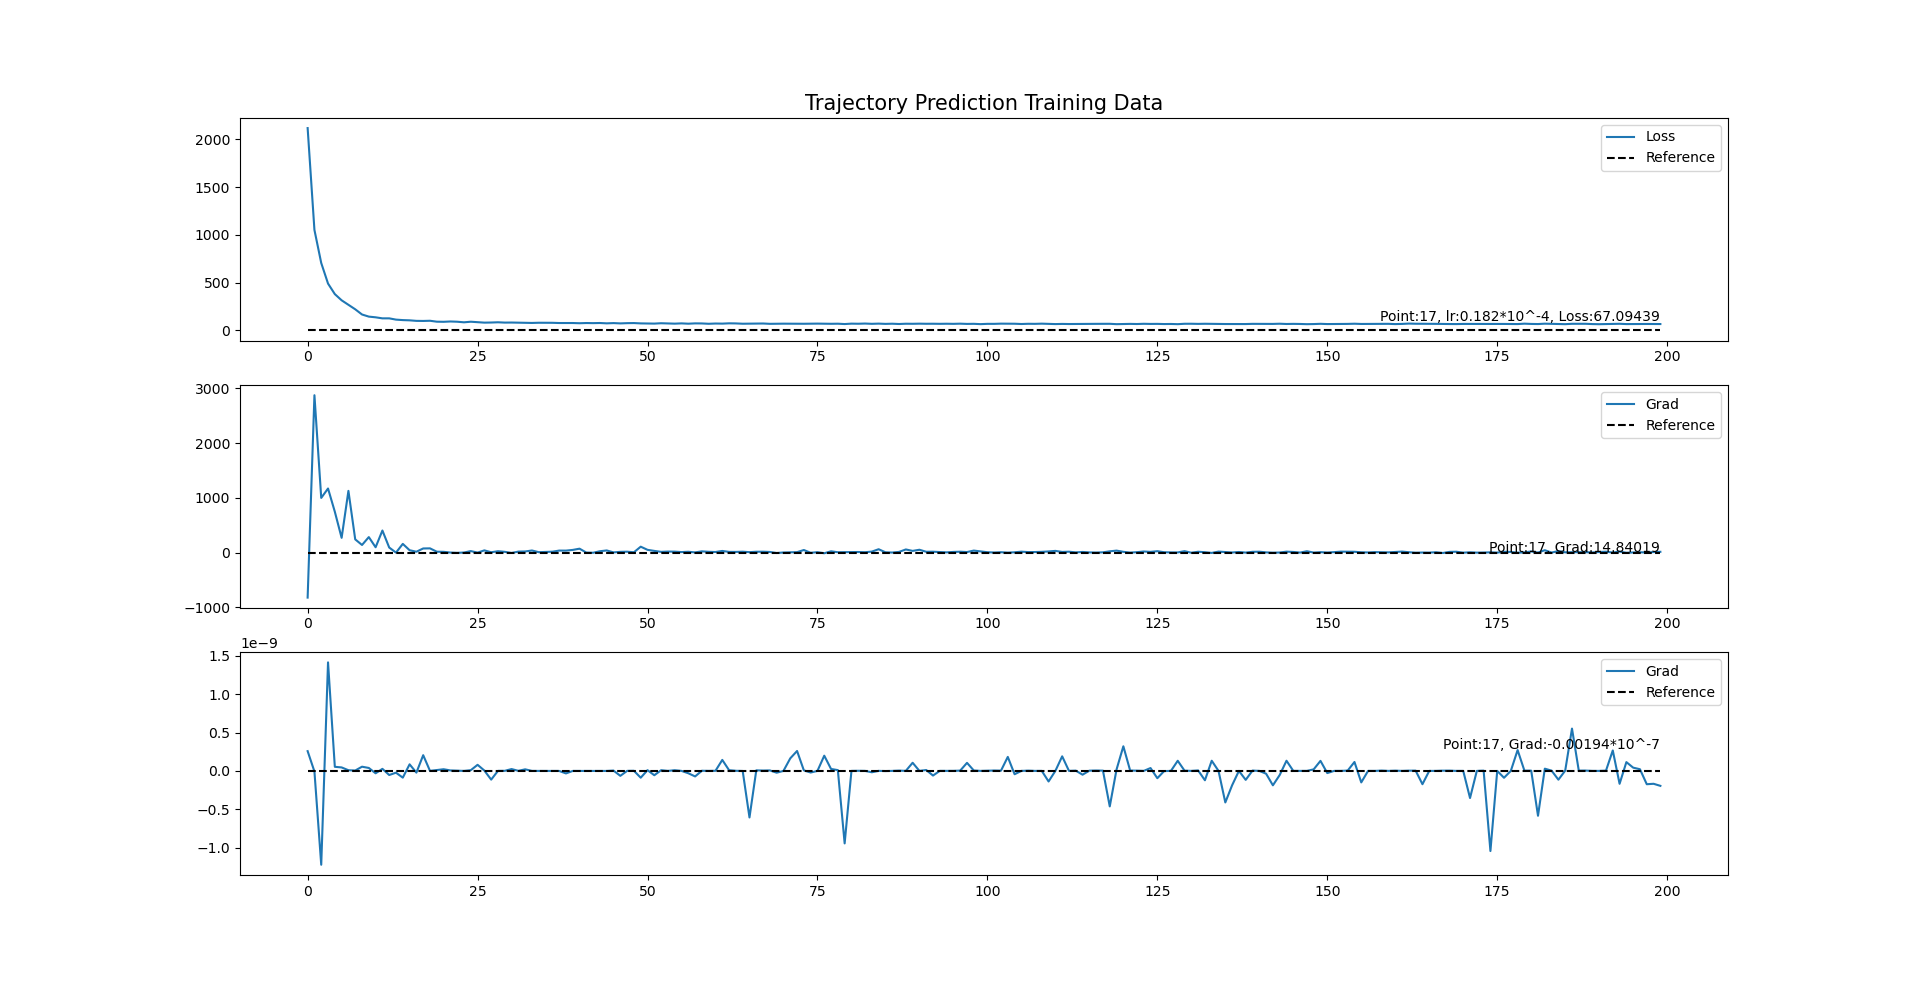 Trajectory Prediction Training Data
2000
1500
1000
500
0
Loss
Reference
Point:17, lr:0.182*10^-4, Loss:67.09439
0 25 50 75 100 125 150 175 200
3000
2000
1000
0
−1000
Grad
Reference
Point:17, Grad:14.84019
0 25 50 75 100 125 150 175 200
1e−9
1.5
1.0
0.5
0.0
−0.5
−1.0
Grad
Reference
Point:17, Grad:-0.00194*10^-7
0 25 50 75 100 125 150 175 200